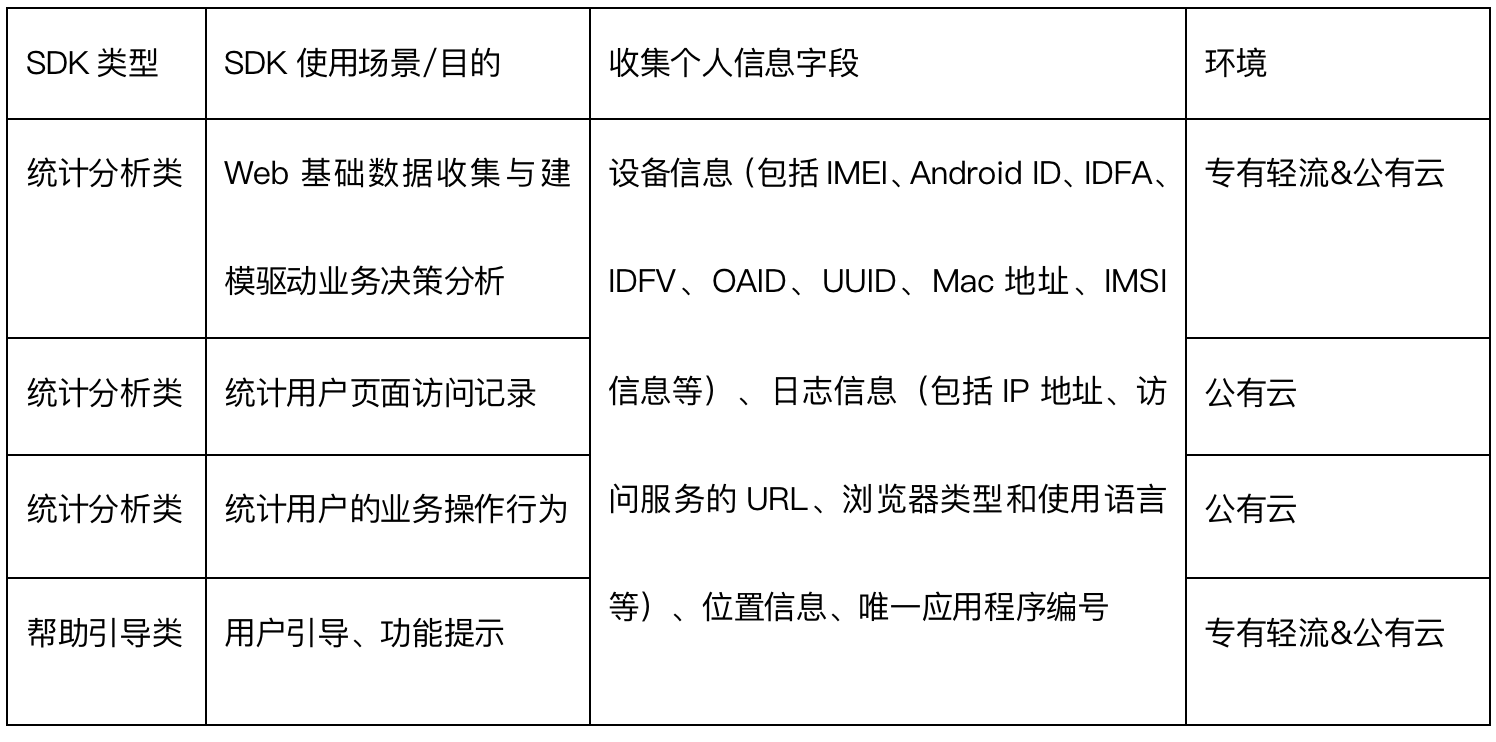 SDK 类型
SDK 使用场景/目的
收集个人信息字段
环境
统计分析类
Web 基础数据收集与建
模驱动业务决策分析
设备信息（包括 IMEI、Android ID、IDFA、
IDFV、OAID、UUID、Mac 地址、IMSI
信息等）、日志信息（包括 IP 地址、访
问服务的 URL、浏览器类型和使用语言
等）、位置信息、唯一应用程序编号
专有轻流&公有云
统计分析类
统计用户页面访问记录
公有云
统计分析类
统计用户的业务操作行为
公有云
帮助引导类
用户引导、功能提示
专有轻流&公有云